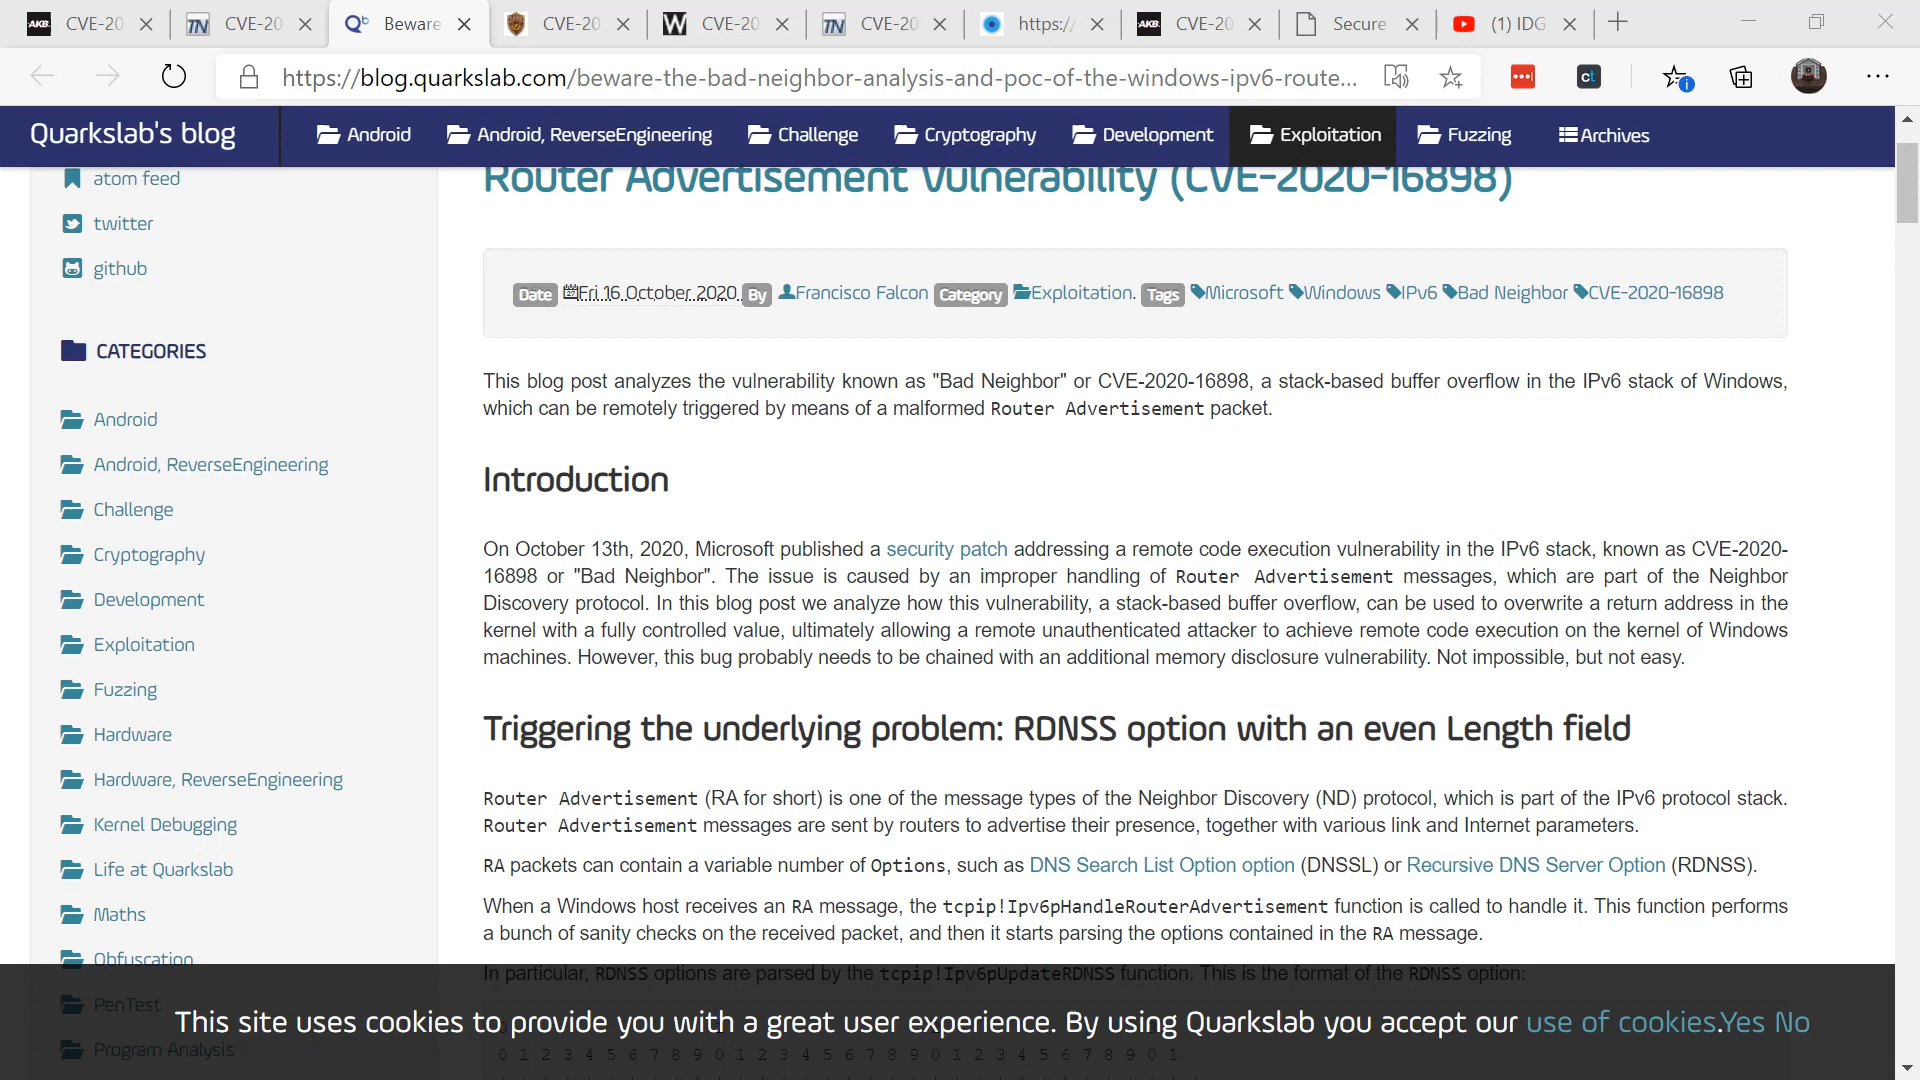 CVE-20 CVE-20 Beware CVE-20 CVE-20 CVE-20 https:// CVE-20 Secure (1) IDG
https://blog.quarkslab.com/beware-the-bad-neighbor-analysis-and-poc-of-the-windows-ipv6-route...
Quarkslab's blog Android Android, ReverseEngineering Challenge Cryptography Development Exploitation Fuzzing Archives
atom feed
twitter
github
CATEGORIES
Android
Android, ReverseEngineering
Challenge
Cryptography
Development
Exploitation
Fuzzing
Hardware
Hardware, ReverseEngineering
Kernel Debugging
Life at Quarkslab
Maths
Obfuscation
PenTest
Program Analysis
Router Advertisement Vulnerability (CVE-2020-16898)
Date Fri 16 October 2020 By Francisco Falcon Category Exploitation. Tags Microsoft Windows IPv6 Bad Neighbor CVE-2020-16898
This blog post analyzes the vulnerability known as "Bad Neighbor" or CVE-2020-16898, a stack-based buffer overflow in the IPv6 stack of Windows,
which can be remotely triggered by means of a malformed Router Advertisement packet.
Introduction
On October 13th, 2020, Microsoft published a security patch addressing a remote code execution vulnerability in the IPv6 stack, known as CVE-2020-
16898 or "Bad Neighbor". The issue is caused by an improper handling of Router Advertisement messages, which are part of the Neighbor
Discovery protocol. In this blog post we analyze how this vulnerability, a stack-based buffer overflow, can be used to overwrite a return address in the
kernel with a fully controlled value, ultimately allowing a remote unauthenticated attacker to achieve remote code execution on the kernel of Windows
machines. However, this bug probably needs to be chained with an additional memory disclosure vulnerability. Not impossible, but not easy.
Triggering the underlying problem: RDNSS option with an even Length field
Router Advertisement (RA for short) is one of the message types of the Neighbor Discovery (ND) protocol, which is part of the IPv6 protocol stack.
Router Advertisement messages are sent by routers to advertise their presence, together with various link and Internet parameters.
RA packets can contain a variable number of Options, such as DNS Search List Option option (DNSSL) or Recursive DNS Server Option (RDNSS).
When a Windows host receives an RA message, the tcpip!Ipv6pHandleRouterAdvertisement function is called to handle it. This function performs
a bunch of sanity checks on the received packet, and then it starts parsing the options contained in the RA message.
In particular, RDNSS options are parsed by the tcpip!Ipv6pUpdateRDNSS function. This is the format of the RDNSS option:
This site uses cookies to provide you with a great user experience. By using Quarkslab you accept our use of cookies.Yes No
0 1 2 3 4 5 6 7 8 9 0 1 2 3 4 5 6 7 8 9 0 1 2 3 4 5 6 7 8 9 0 1